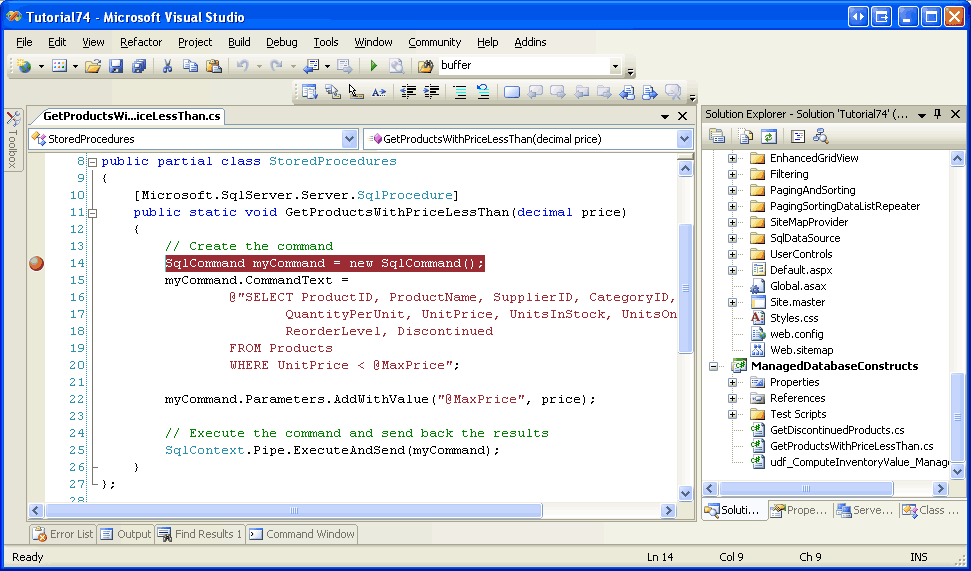 Tutorial74 - Microsoft Visual Studio
File Edit View Refactor Project Build Debug Tools Window Community Help Addins
buffer
GetProductsWi...iceLessThan.cs
Solution Explorer - Solution 'Tutorial74' (...
Toolbox
StoredProcedures GetProductsWithPriceLessThan(decimal price)
8 public partial class StoredProcedures
9 {
10 [Microsoft.SqlServer.Server.SqlProcedure]
11 public static void GetProductsWithPriceLessThan(decimal price)
12 {
13 // Create the command
14 SqlCommand myCommand = new SqlCommand();
15 myCommand.CommandText =
16 @"SELECT ProductID, ProductName, SupplierID, CategoryID,
17 QuantityPerUnit, UnitPrice, UnitsInStock, UnitsOn
18 ReorderLevel, Discontinued
19 FROM Products
20 WHERE UnitPrice < @MaxPrice";
21
22 myCommand.Parameters.AddWithValue("@MaxPrice", price);
23
24 // Execute the command and send back the results
25 SqlContext.Pipe.ExecuteAndSend(myCommand);
26 }
27 };
28
EnhancedGridView
Filtering
PagingAndSorting
PagingSortingDataListRepeater
SiteMapProvider
SqlDataSource
UserControls
Default.aspx
Global.asax
Site.master
Styles.css
web.config
Web.sitemap
ManagedDatabaseConstructs
Properties
References
Test Scripts
GetDiscontinuedProducts.cs
GetProductsWithPriceLessThan.cs
udf_ComputeInventoryValue_Manag
Soluti... Prope... Serve... Class ...
Error List Output Find Results 1 Command Window
Ready Ln 14 Col 9 Ch 9 INS